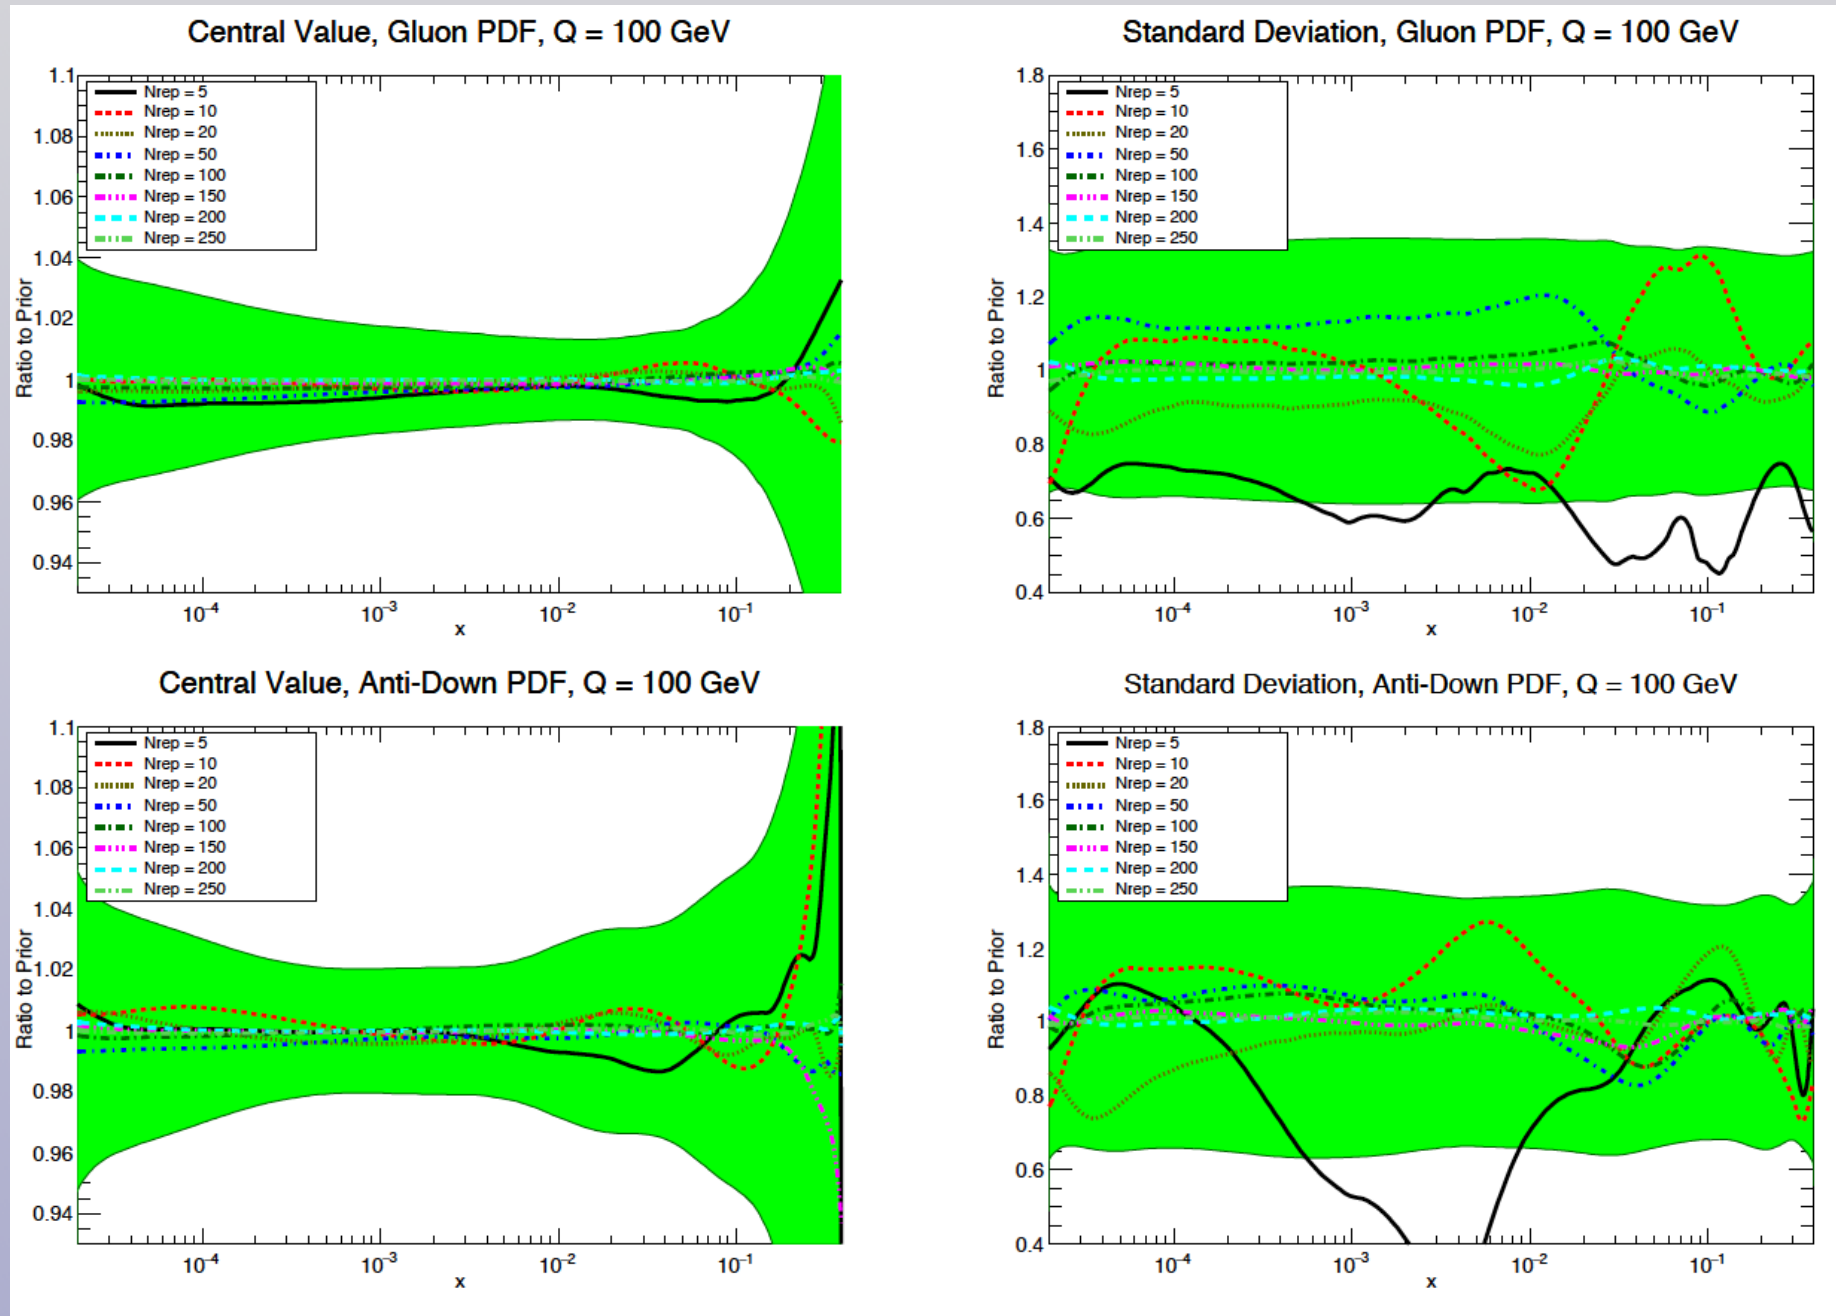 Central Value, Gluon PDF, Q = 100 GeV
Ratio to Prior
1.1
1.08
1.06
1.04
1.02
1
0.98
0.96
0.94
Nrep = 5
Nrep = 10
Nrep = 20
Nrep = 50
Nrep = 100
Nrep = 150
Nrep = 200
Nrep = 250
10⁻⁴ 10⁻³ 10⁻² 10⁻¹
x
Standard Deviation, Gluon PDF, Q = 100 GeV
Ratio to Prior
1.8
1.6
1.4
1.2
1
0.8
0.6
0.4
Nrep = 5
Nrep = 10
Nrep = 20
Nrep = 50
Nrep = 100
Nrep = 150
Nrep = 200
Nrep = 250
10⁻⁴ 10⁻³ 10⁻² 10⁻¹
x
Central Value, Anti-Down PDF, Q = 100 GeV
Ratio to Prior
1.1
1.08
1.06
1.04
1.02
1
0.98
0.96
0.94
Nrep = 5
Nrep = 10
Nrep = 20
Nrep = 50
Nrep = 100
Nrep = 150
Nrep = 200
Nrep = 250
10⁻⁴ 10⁻³ 10⁻² 10⁻¹
x
Standard Deviation, Anti-Down PDF, Q = 100 GeV
Ratio to Prior
1.8
1.6
1.4
1.2
1
0.8
0.6
0.4
Nrep = 5
Nrep = 10
Nrep = 20
Nrep = 50
Nrep = 100
Nrep = 150
Nrep = 200
Nrep = 250
10⁻⁴ 10⁻³ 10⁻² 10⁻¹
x